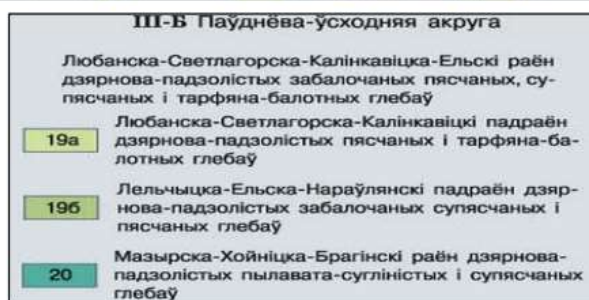 III-Б Паўднёва-ўсходняя акруга
Любанска-Светлагорска-Калінкавіцка-Ельскі раён
дзярнова-падзолістых забалочаных пясчаных, су-
пясчаных і тарфяна-балотных глебаў
19а
Любанска-Светлагорска-Калінкавіцкі падраён
дзярнова-падзолістых пясчаных і тарфяна-ба-
лотных глебаў
19б
Лельчыцка-Ельска-Нараўлянскі падраён дзяр-
нова-падзолістых забалочаных супясчаных і
пясчаных глебаў
20
Мазырска-Хойніцка-Брагінскі раён дзярнова-
падзолістых пылавата-сугліністых і супясчаных
глебаў